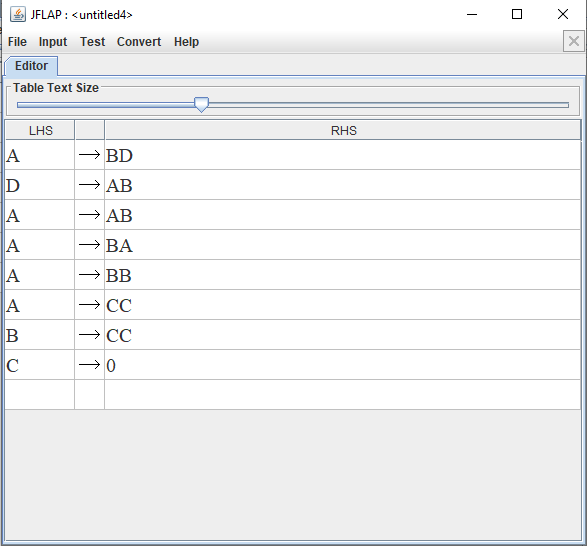 JFLAP : <untitled4>
File Input Test Convert Help
Editor
Table Text Size
LHS RHS
A → BD
D → AB
A → AB
A → BA
A → BB
A → CC
B → CC
C → 0